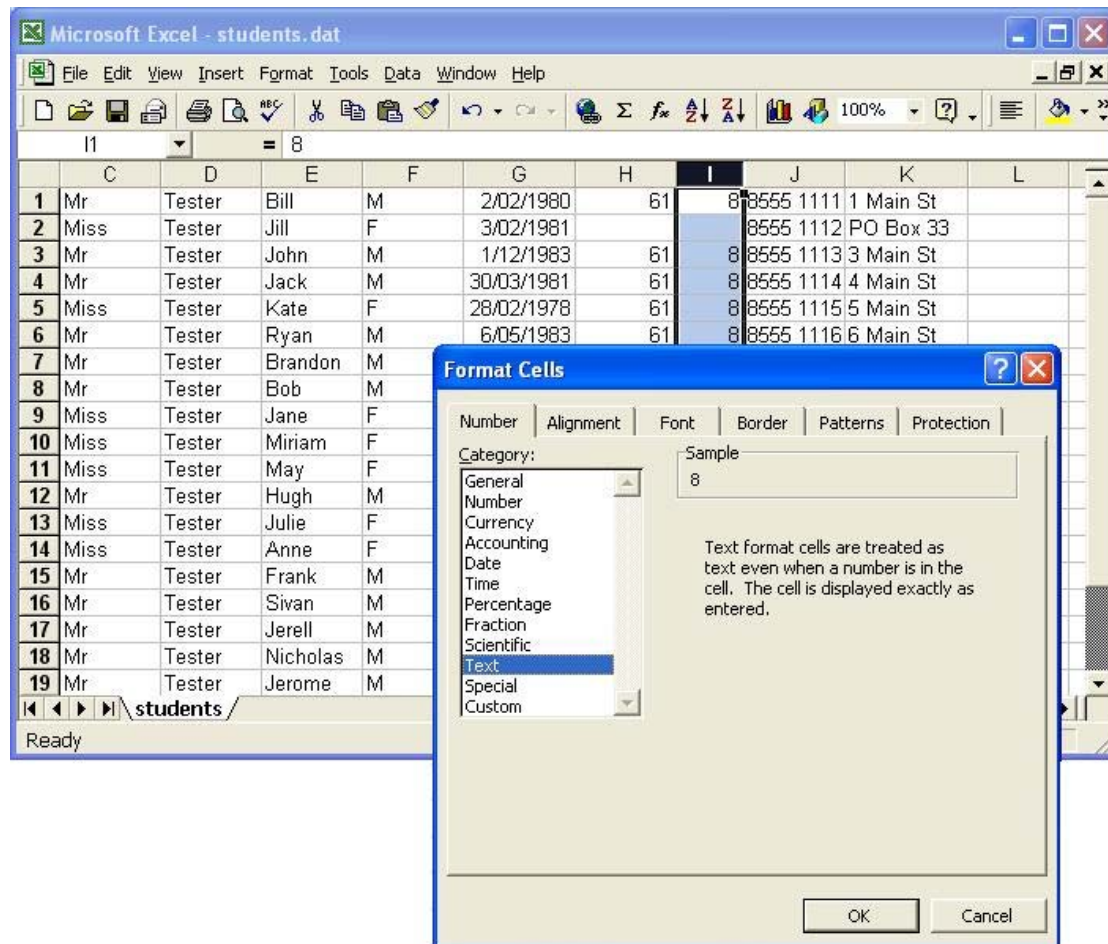 Microsoft Excel - students.dat
File Edit View Insert Format Tools Data Window Help
100%
I1 = 8
C D E F G H I J K L
1 Mr Tester Bill M 2/02/1980 61 8 8555 1111 1 Main St
2 Miss Tester Jill F 3/02/1981 8555 1112 PO Box 33
3 Mr Tester John M 1/12/1983 61 8 8555 1113 3 Main St
4 Mr Tester Jack M 30/03/1981 61 8 8555 1114 4 Main St
5 Miss Tester Kate F 28/02/1978 61 8 8555 1115 5 Main St
6 Mr Tester Ryan M 6/05/1983 61 8 8555 1116 6 Main St
7 Mr Tester Brandon M
8 Mr Tester Bob M
9 Miss Tester Jane F
10 Miss Tester Miriam F
11 Miss Tester May F
12 Mr Tester Hugh M
13 Miss Tester Julie F
14 Miss Tester Anne F
15 Mr Tester Frank M
16 Mr Tester Sivan M
17 Mr Tester Jerell M
18 Mr Tester Nicholas M
19 Mr Tester Jerome M
students
Ready
Format Cells
Number Alignment Font Border Patterns Protection
Category:
General
Number
Currency
Accounting
Date
Time
Percentage
Fraction
Scientific
Text
Special
Custom
Sample
8
Text format cells are treated as
text even when a number is in the
cell. The cell is displayed exactly as
entered.
OK Cancel